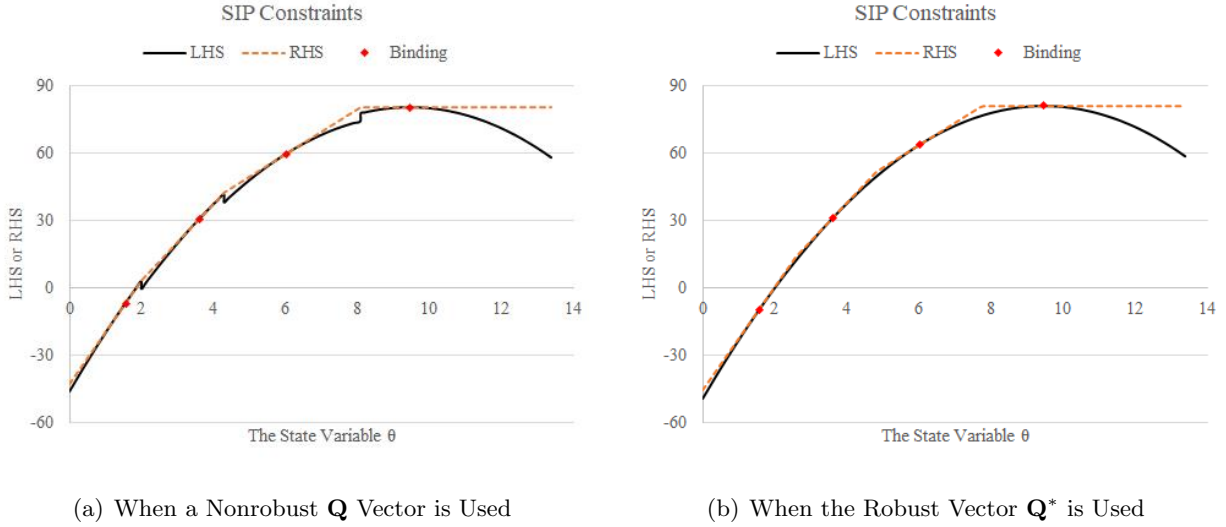 SIP Constraints
LHS RHS Binding
90
60
30
0
-30
-60
0 2 4 6 8 10 12 14
LHS or RHS
The State Variable θ
(a) When a Nonrobust Q Vector is Used
SIP Constraints
LHS RHS Binding
90
60
30
0
-30
-60
0 2 4 6 8 10 12 14
LHS or RHS
The State Variable θ
(b) When the Robust Vector Q* is Used